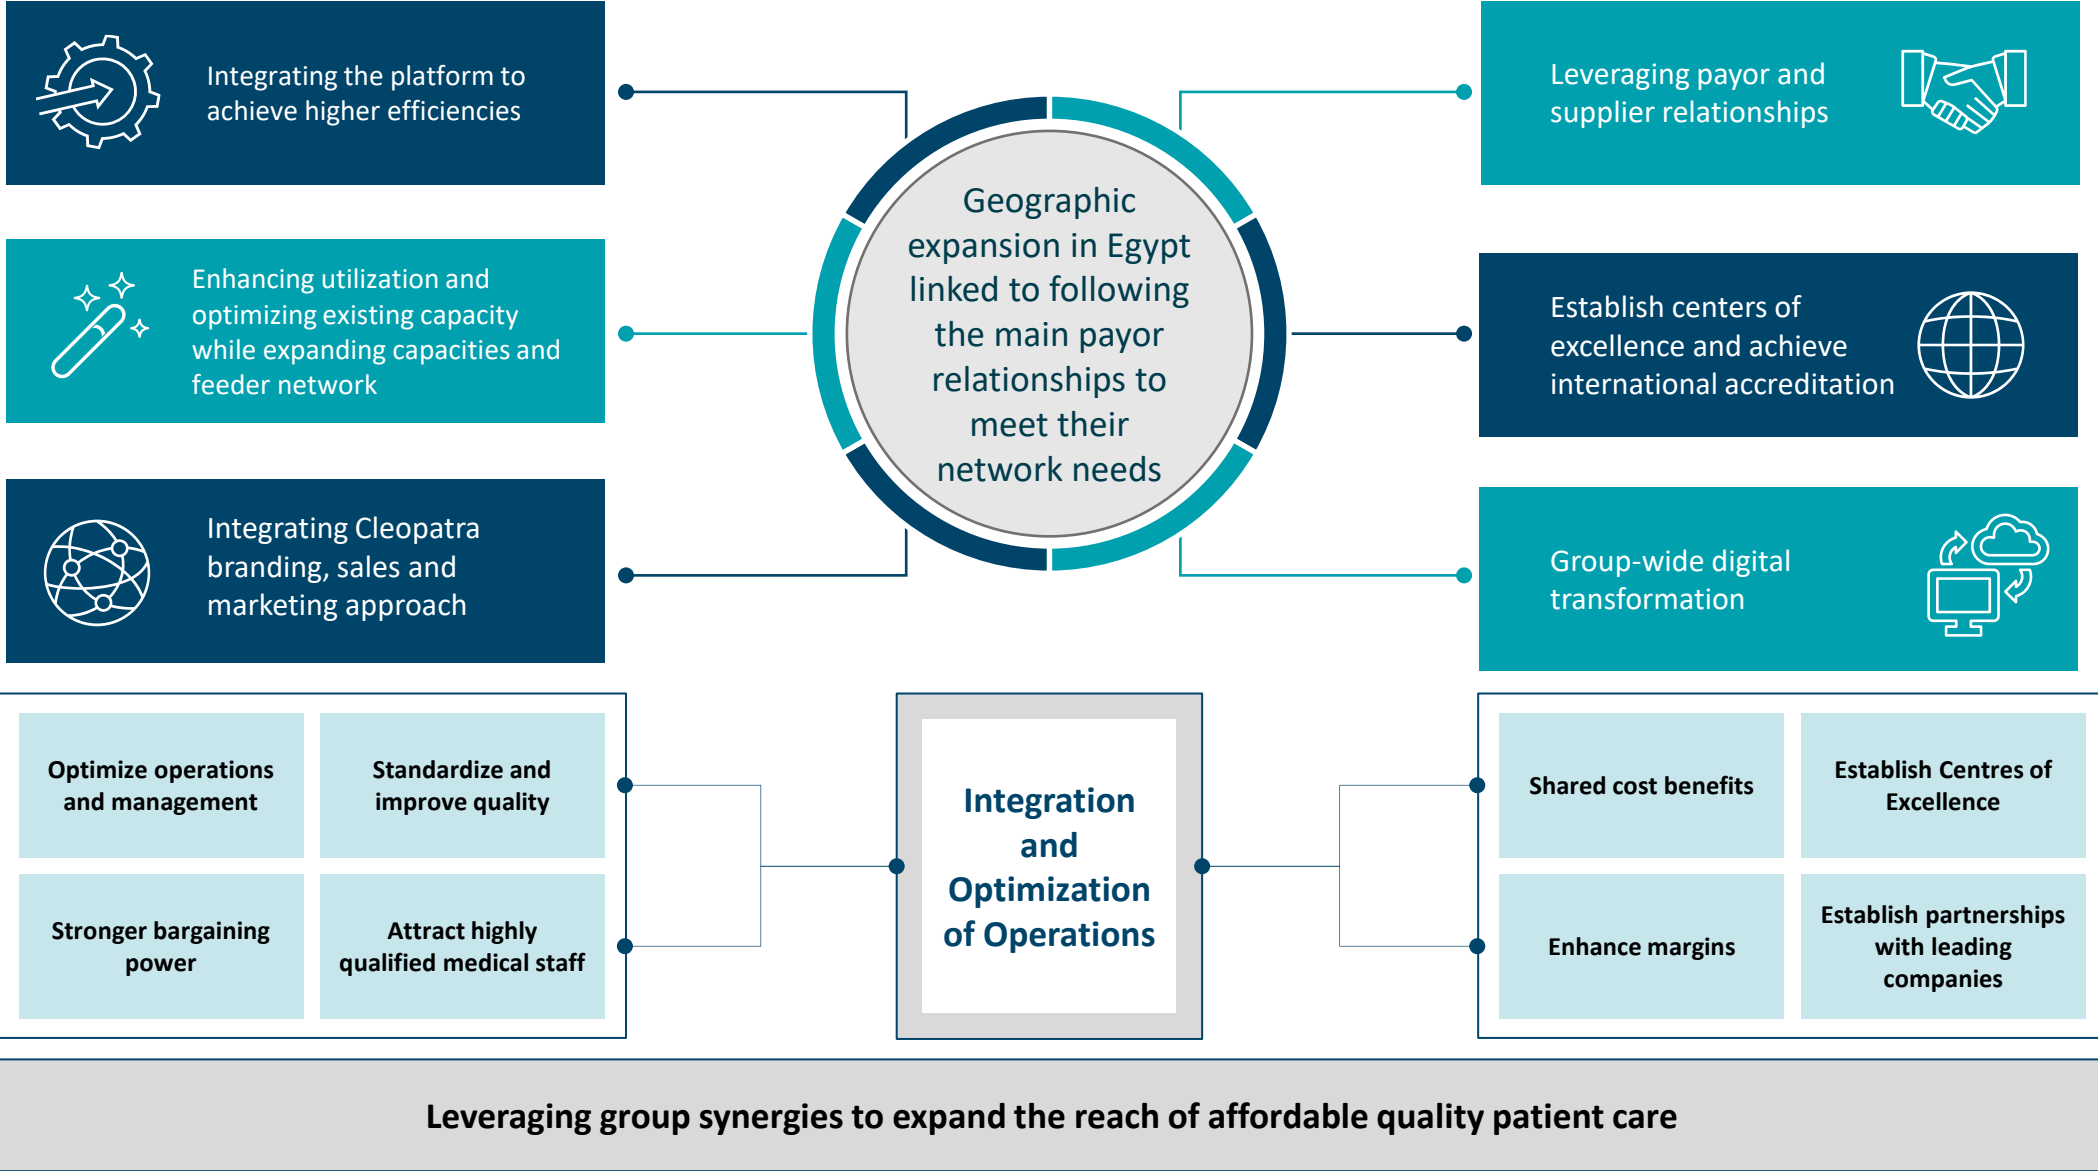 Integrating the platform to
achieve higher efficiencies
Enhancing utilization and
optimizing existing capacity
while expanding capacities and
feeder network
Integrating Cleopatra
branding, sales and
marketing approach
Geographic
expansion in Egypt
linked to following
the main payor
relationships to
meet their
network needs
Leveraging payor and
supplier relationships
Establish centers of
excellence and achieve
international accreditation
Group-wide digital
transformation
Optimize operations
and management
Standardize and
improve quality
Stronger bargaining
power
Attract highly
qualified medical staff
Integration
and
Optimization
of Operations
Shared cost benefits
Establish Centres of
Excellence
Enhance margins
Establish partnerships
with leading
companies
Leveraging group synergies to expand the reach of affordable quality patient care